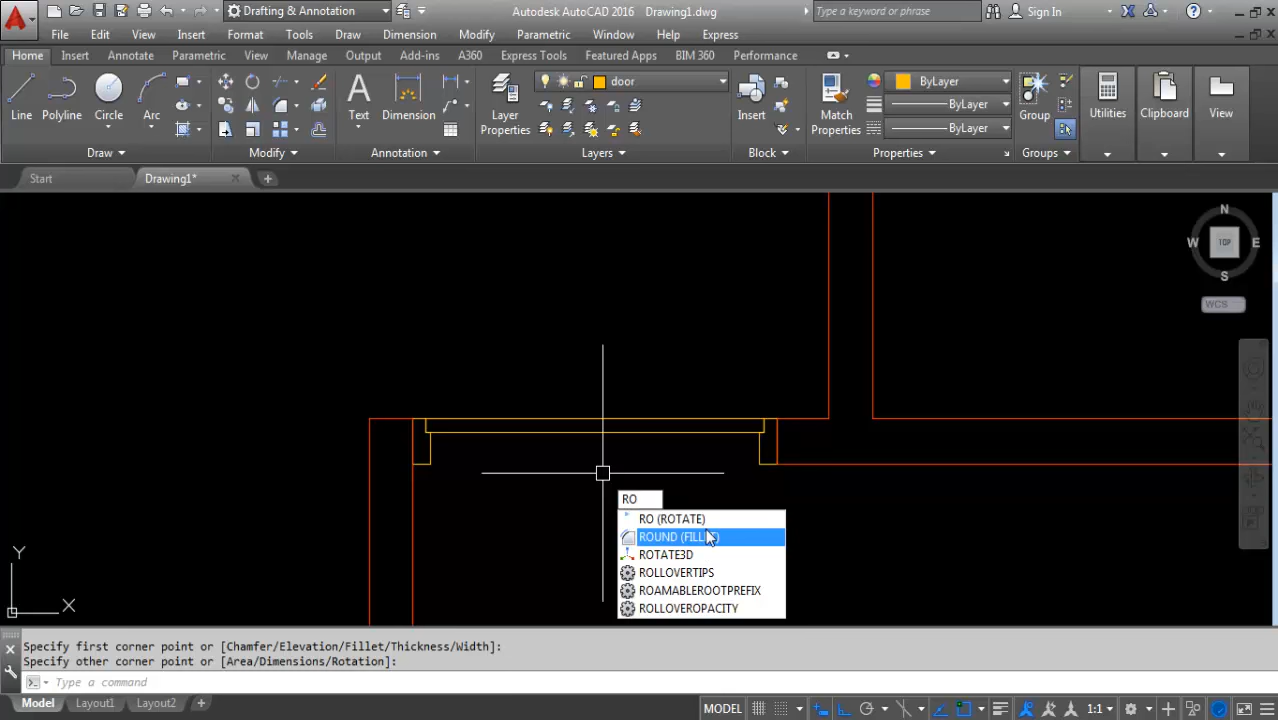 Drafting & Annotation
Autodesk AutoCAD 2016 Drawing1.dwg
Type a keyword or phrase
Sign In
File Edit View Insert Format Tools Draw Dimension Modify Parametric Window Help Express
Home Insert Annotate Parametric View Manage Output Add-ins A360 Express Tools Featured Apps BIM 360 Performance
door
ByLayer
ByLayer
ByLayer
Line Polyline Circle Arc Text Dimension Layer Properties Insert Match Properties Group Utilities Clipboard View
Draw Modify Annotation Layers Block Properties Groups
Start Drawing1*
N
W TOP E
S
WCS
RO
RO (ROTATE)
ROTATE3D
ROLLOVERTIPS
ROAMABLEROOTPREFIX
ROLLOVEROPACITY
Y
X
Specify first corner point or [Chamfer/Elevation/Fillet/Thickness/Width]:
Specify other corner point or [Area/Dimensions/Rotation]:
Type a command
Model Layout1 Layout2
MODEL 1:1